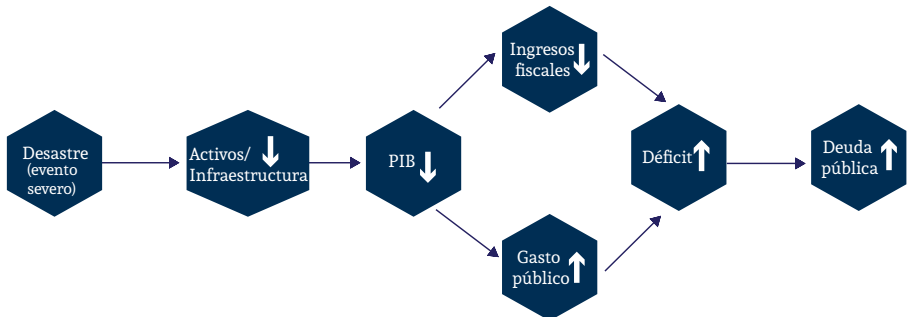 Desastre
(evento
severo)
Activos/
Infraestructura
PIB
Ingresos
fiscales
Gasto
público
Déficit
Deuda
pública